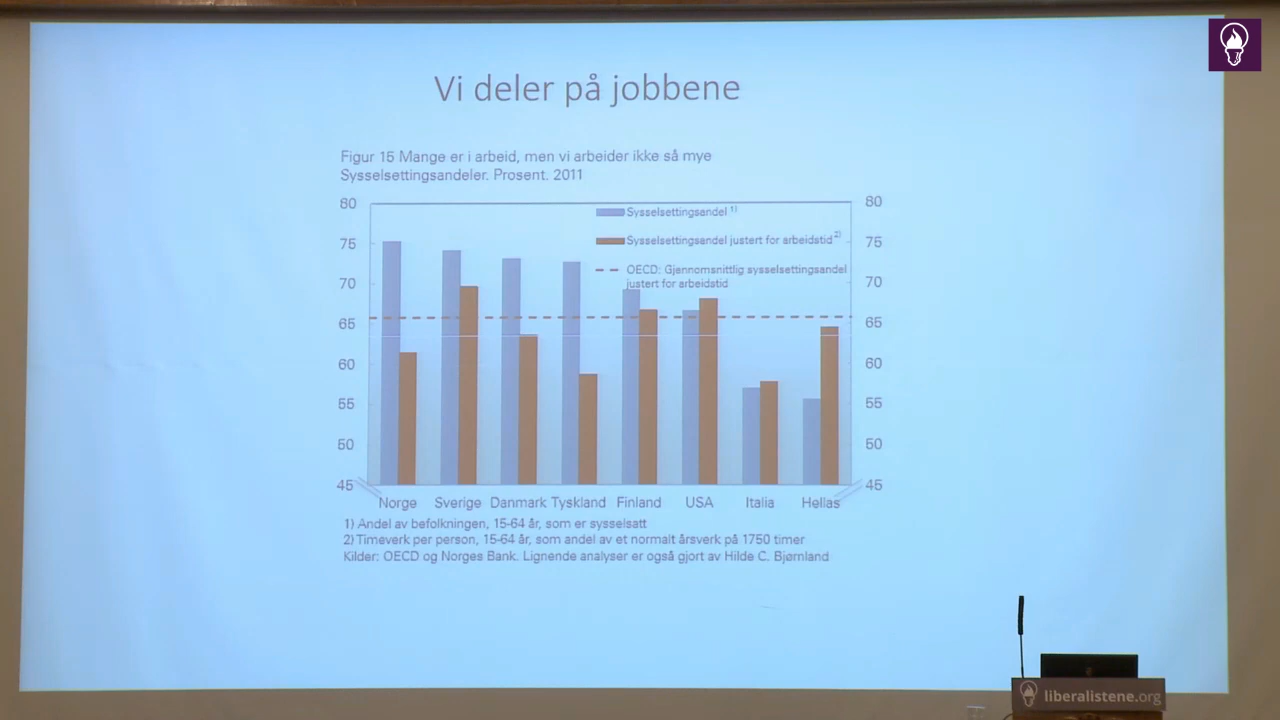 Vi deler på jobbene
Figur 15 Mange er i arbeid, men vi arbeider ikke så mye
Sysselsettingsandeler. Prosent. 2011
80
75
70
65
60
55
50
45
80
75
70
65
60
55
50
45
Sysselsettingsandel 1)
Sysselsettingsandel justert for arbeidstid 2)
OECD: Gjennomsnittlig sysselsettingsandel
justert for arbeidstid
Norge Sverige Danmark Tyskland Finland USA Italia Hellas
1) Andel av befolkningen, 15-64 år, som er sysselsatt
2) Timeverk per person, 15-64 år, som andel av et normalt årsverk på 1750 timer
Kilder: OECD og Norges Bank. Lignende analyser er også gjort av Hilde C. Bjørnland
liberalistene.org